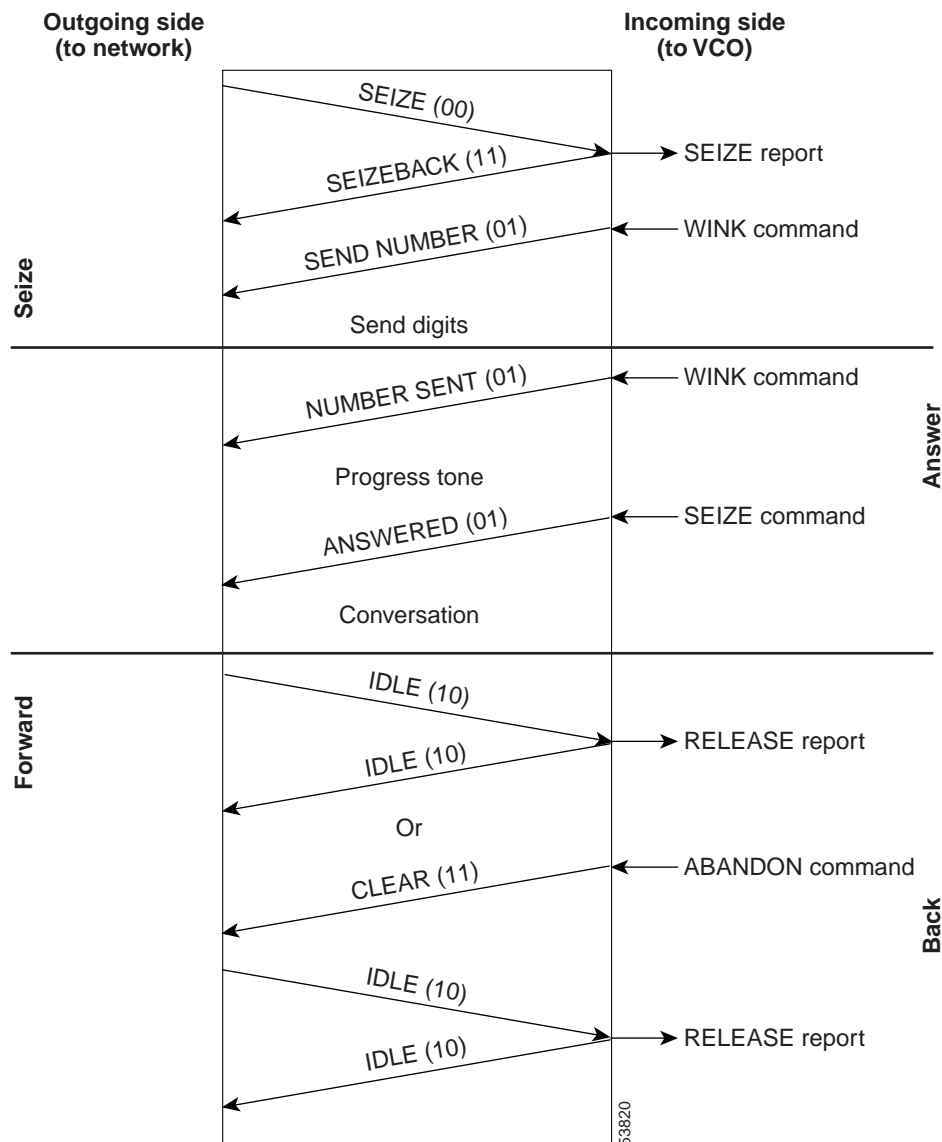 Outgoing side
(to network)
Incoming side
(to VCO)
SEIZE (00)
SEIZE report
SEIZEBACK (11)
WINK command
SEND NUMBER (01)
Seize
Send digits
WINK command
NUMBER SENT (01)
Answer
Progress tone
SEIZE command
ANSWERED (01)
Conversation
IDLE (10)
Forward
RELEASE report
IDLE (10)
Or
ABANDON command
CLEAR (11)
Back
IDLE (10)
RELEASE report
IDLE (10)
53820